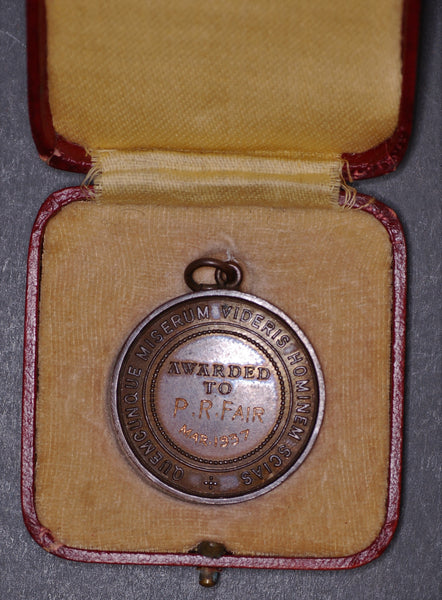 QUEMCUNQUE MISERUM VIDERIS HOMINEM SCIAS
AWARDED
TO
P.R.FAIR
MAR.1937